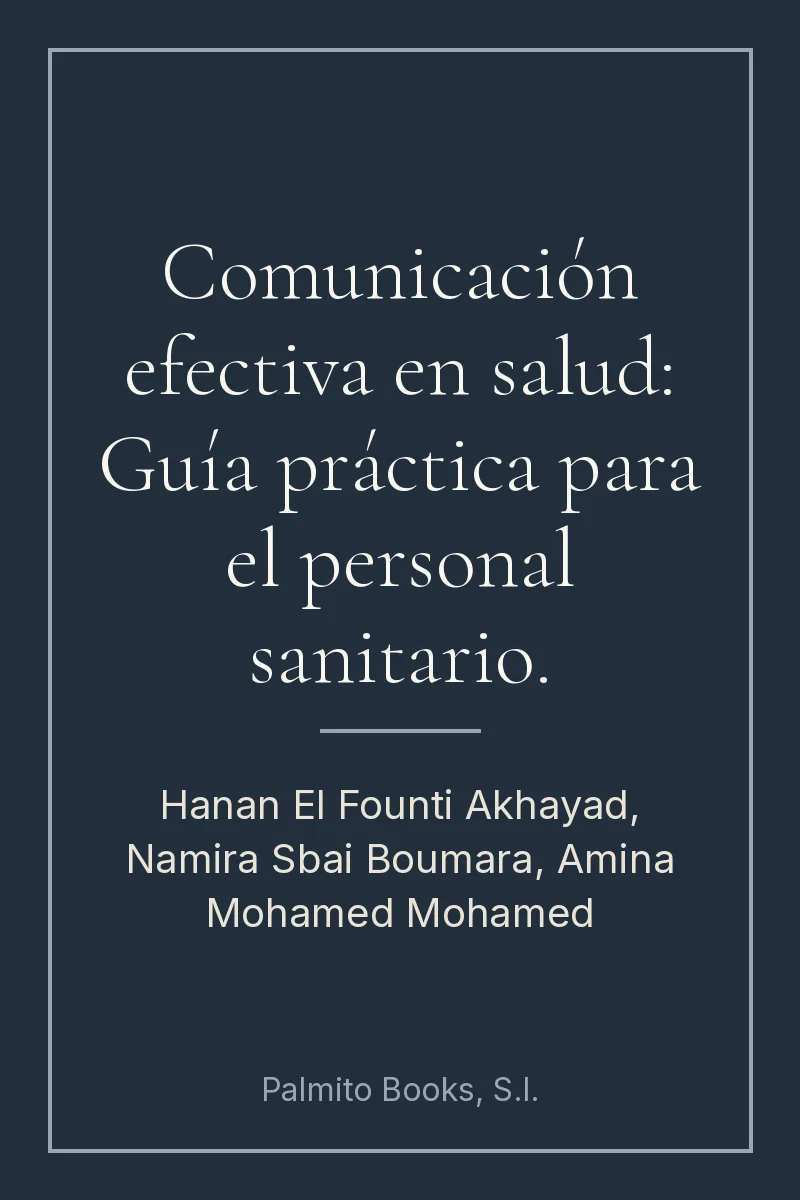 Comunicación
efectiva en salud:
Guía práctica para
el personal
sanitario.
Hanan El Founti Akhayad,
Namira Sbai Boumara, Amina
Mohamed Mohamed
Palmito Books, S.l.